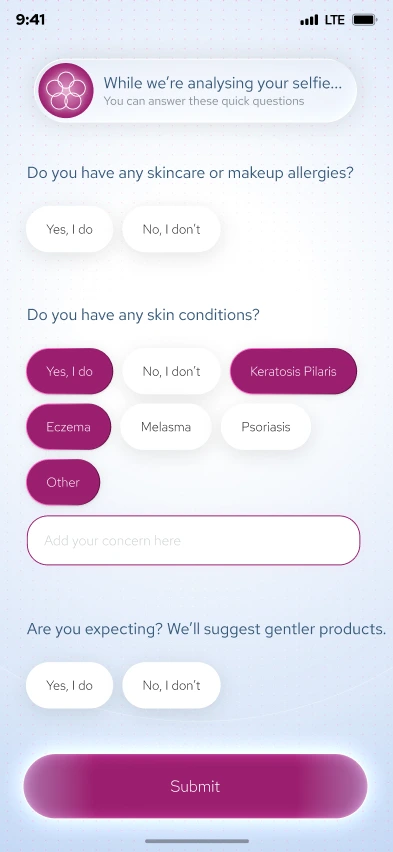 9:41 LTE
While we're analysing your selfie...
You can answer these quick questions
Do you have any skincare or makeup allergies?
Yes, I do No, I don't
Do you have any skin conditions?
Yes, I do No, I don't Keratosis Pilaris
Eczema Melasma Psoriasis
Other
Add your concern here
Are you expecting? We'll suggest gentler products.
Yes, I do No, I don't
Submit